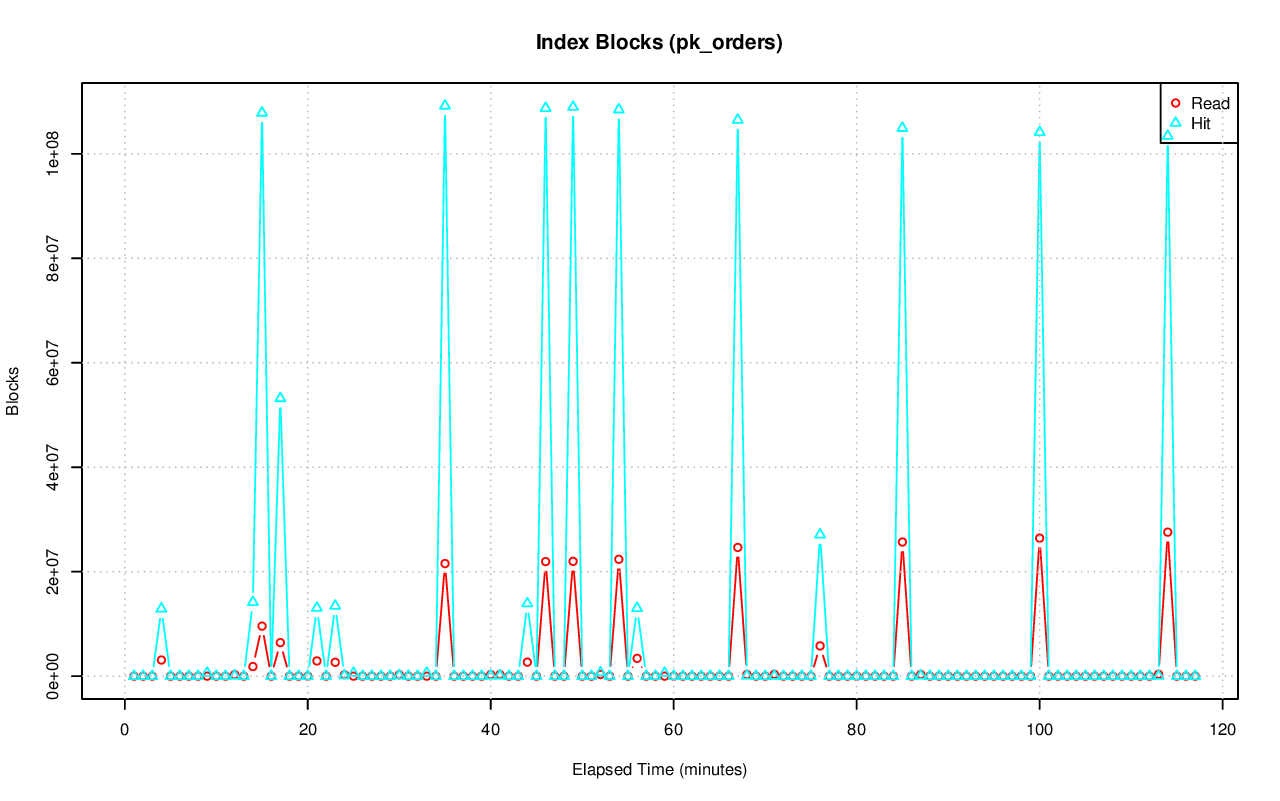 Index Blocks (pk_orders)
Read
Hit
Blocks
1e+08
8e+07
6e+07
4e+07
2e+07
0e+00
0 20 40 60 80 100 120
Elapsed Time (minutes)